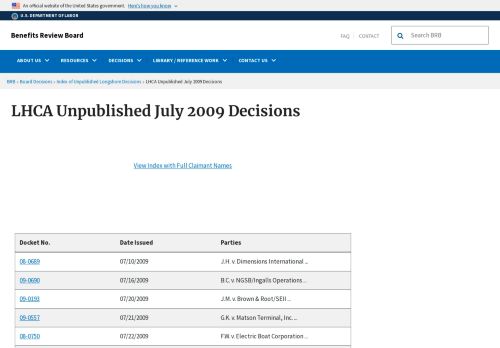 An official website of the United States government. Here's how you know
U.S. DEPARTMENT OF LABOR
Benefits Review Board
FAQ · CONTACT
Search BRB
ABOUT US RESOURCES DECISIONS LIBRARY / REFERENCE WORK CONTACT US
BRB › Board Decisions › Index of Unpublished Longshore Decisions › LHCA Unpublished July 2009 Decisions
LHCA Unpublished July 2009 Decisions
View Index with Full Claimant Names
Docket No. Date Issued Parties
08-0689 07/10/2009 J.H. v. Dimensions International ...
09-0690 07/16/2009 B.C. v. NGSB/Ingalls Operations ...
09-0193 07/20/2009 J.M. v. Brown & Root/SEII ...
09-0557 07/21/2009 G.K. v. Matson Terminal, Inc. ...
08-0750 07/22/2009 F.W. v. Electric Boat Corporation ...